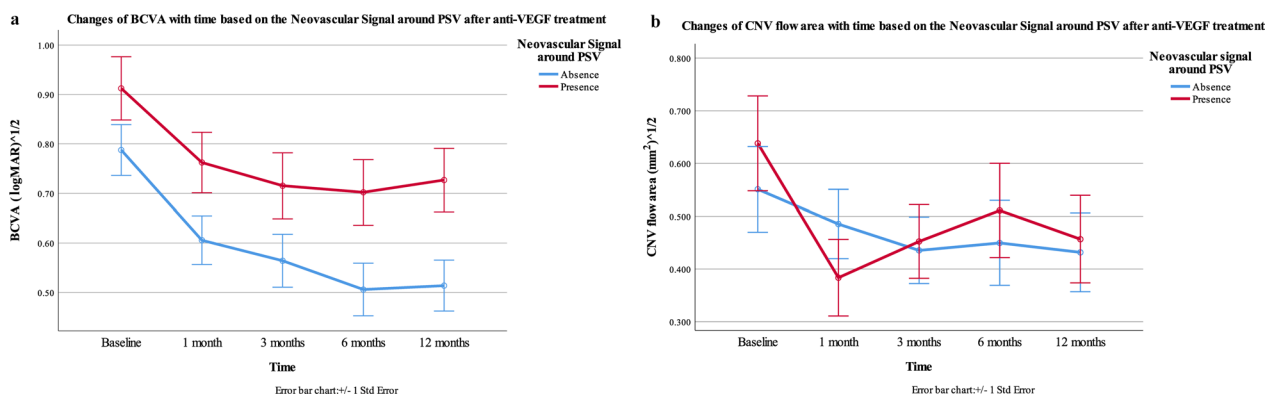 a
Changes of BCVA with time based on the Neovascular Signal around PSV after anti-VEGF treatment
Neovascular Signal
around PSV
Absence
Presence
BCVA (logMAR)^1/2
1.00
0.90
0.80
0.70
0.60
0.50
Baseline
1 month
3 months
6 months
12 months
Time
Error bar chart:+/- 1 Std Error
b
Changes of CNV flow area with time based on the Neovascular Signal around PSV after anti-VEGF treatment
Neovascular signal
around PSV
Absence
Presence
CNV flow area (mm²)^1/2
0.800
0.700
0.600
0.500
0.400
0.300
Baseline
1 month
3 months
6 months
12 months
Time
Error bar chart:+/- 1 Std Error